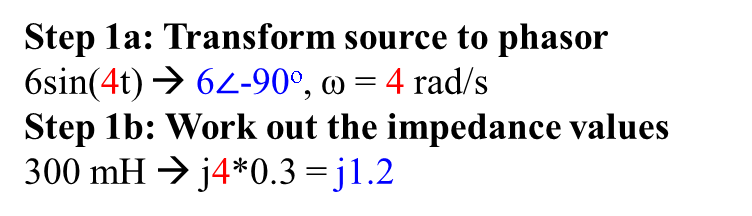 Step 1a: Transform source to phasor
6sin(4t) → 6∠-90°, ω = 4 rad/s
Step 1b: Work out the impedance values
300 mH → j4*0.3 = j1.2